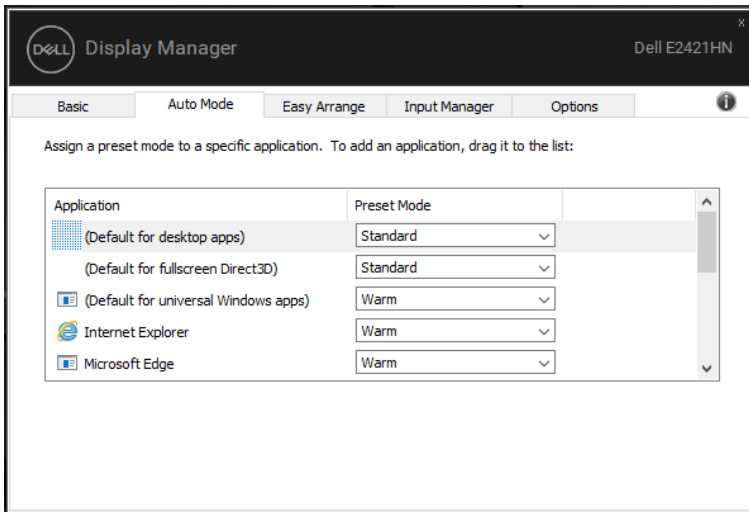 x
DELL Display Manager Dell E2421HN
Basic Auto Mode Easy Arrange Input Manager Options
Assign a preset mode to a specific application. To add an application, drag it to the list:
Application Preset Mode
(Default for desktop apps) Standard
(Default for fullscreen Direct3D) Standard
(Default for universal Windows apps) Warm
Internet Explorer Warm
Microsoft Edge Warm